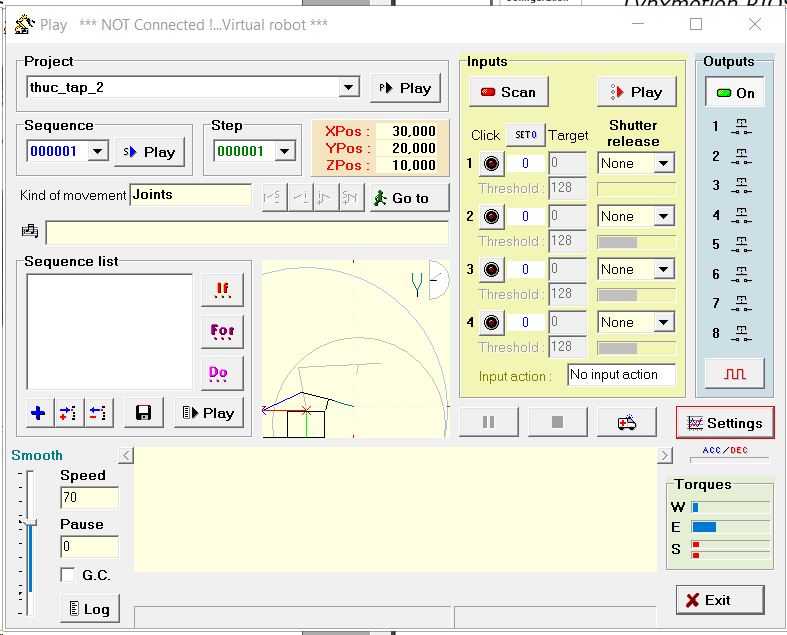 Play *** NOT Connected !...Virtual robot ***
Project
thuc_tap_2
P Play
Sequence
000001
S Play
Step
000001
XPos : 30,000
YPos : 20,000
ZPos : 10,000
Kind of movement Joints
Go to
Sequence list
If
For
Do
Play
Inputs
Scan
Play
Click SET 0 Target Shutter
release
1 0 0 None
Threshold : 128
2 0 0 None
Threshold : 128
3 0 0 None
Threshold : 128
4 0 0 None
Threshold : 128
Input action : No input action
Outputs
On
1
2
3
4
5
6
7
8
Settings
ACC/DEC
Smooth
Speed
70
Pause
0
G.C.
Log
Torques
W
E
S
Exit